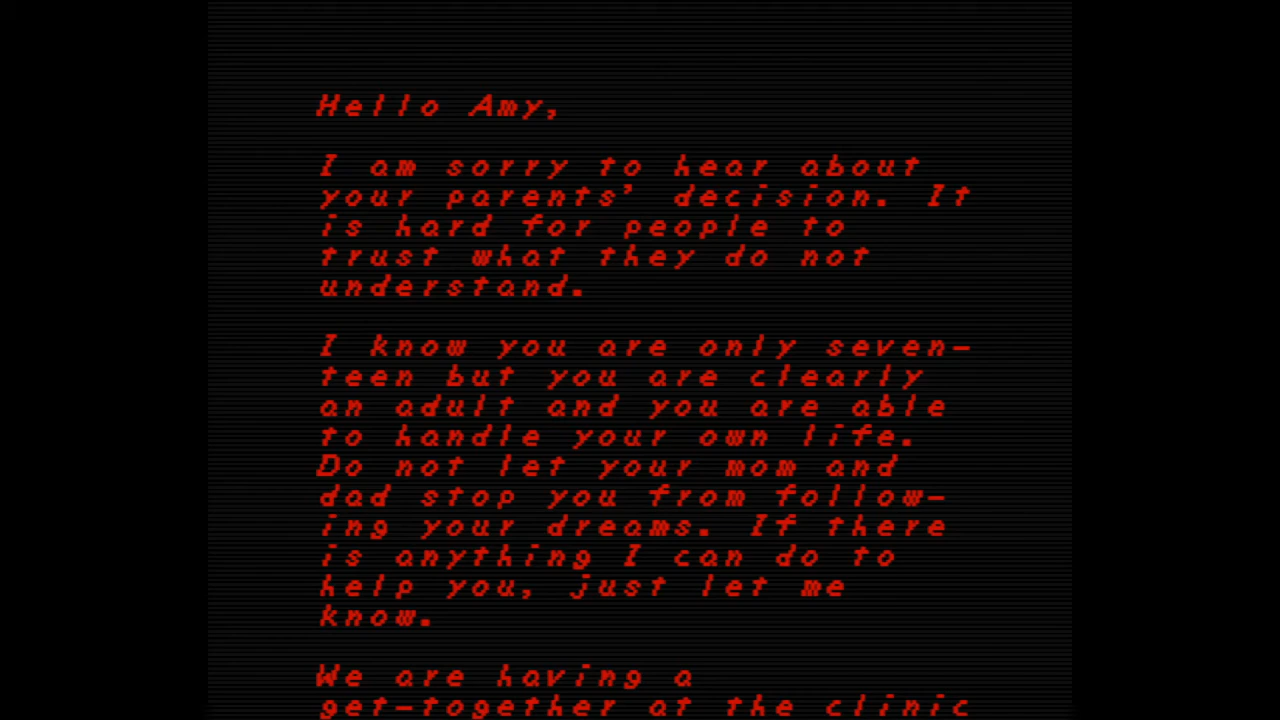 Hello Amy,
I am sorry to hear about
your parents' decision. It
is hard for people to
trust what they do not
understand.
I know you are only seven-
teen but you are clearly
an adult and you are able
to handle your own life.
Do not let your mom and
dad stop you from follow-
ing your dreams. If there
is anything I can do to
help you, just let me
know.
We are having a
get-together at the clinic